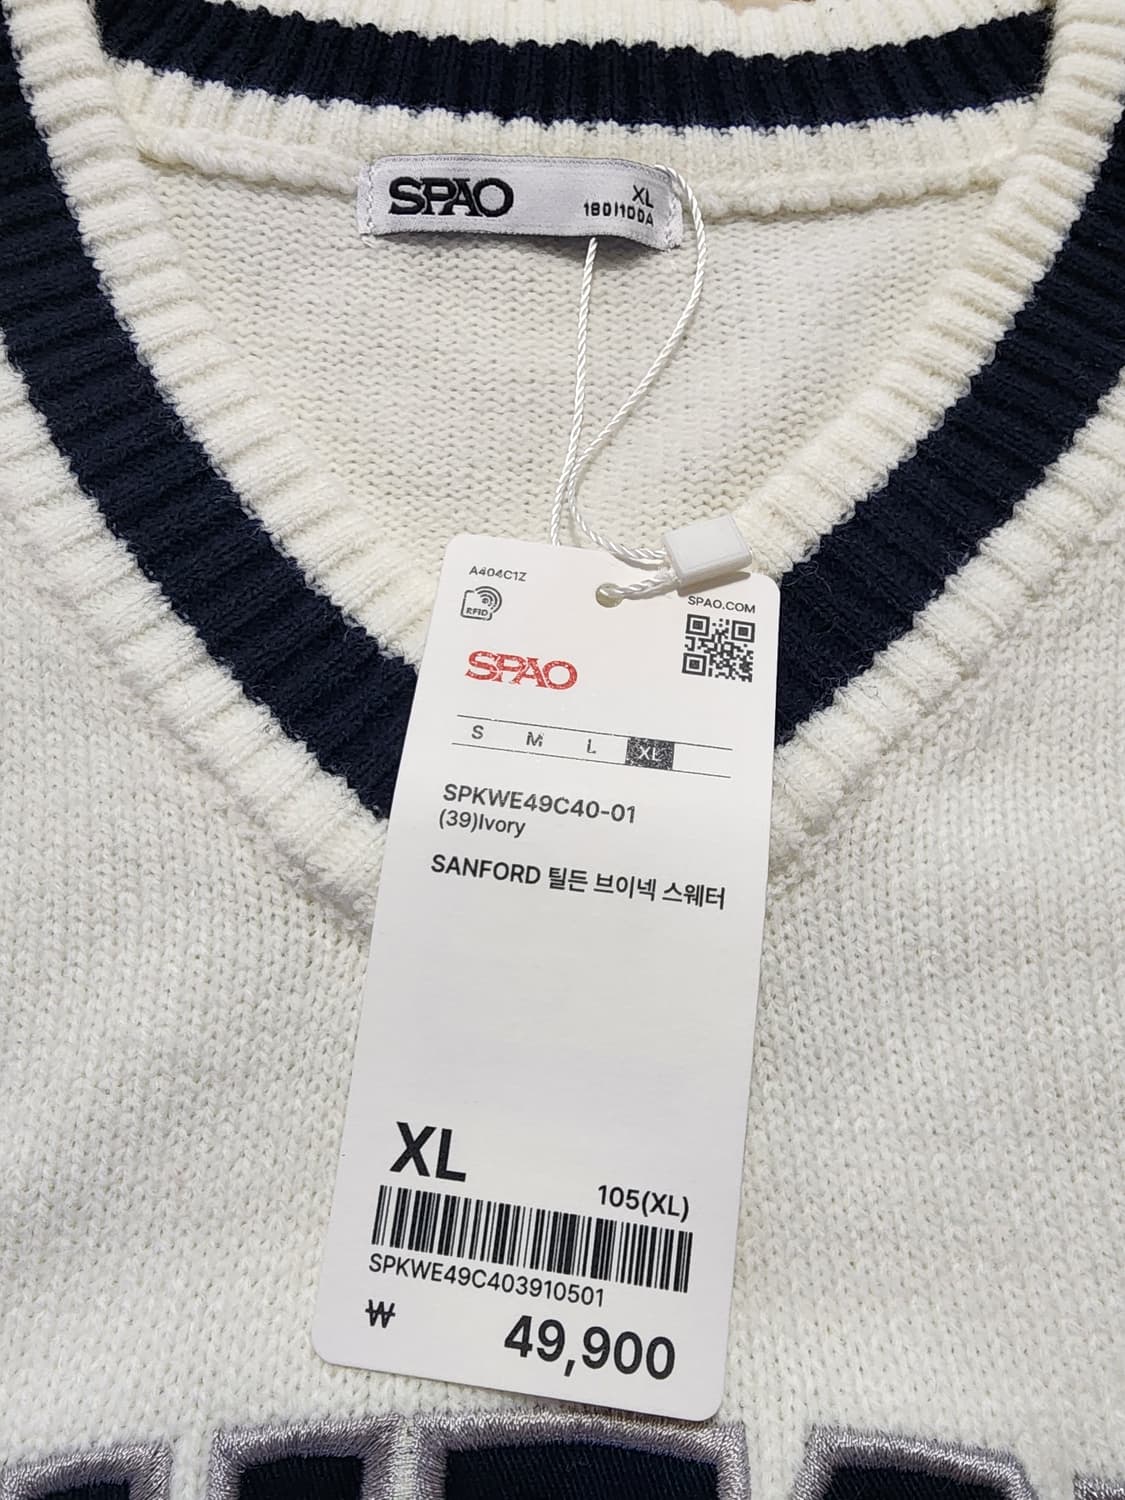 SPAO
XL
180/100A
A404C1Z
RFID
SPAO.COM
SPAO
S M L XL
SPKWE49C40-01
(39)Ivory
SANFORD 틸든 브이넥 스웨터
XL
105(XL)
SPKWE49C403910501
₩ 49,900